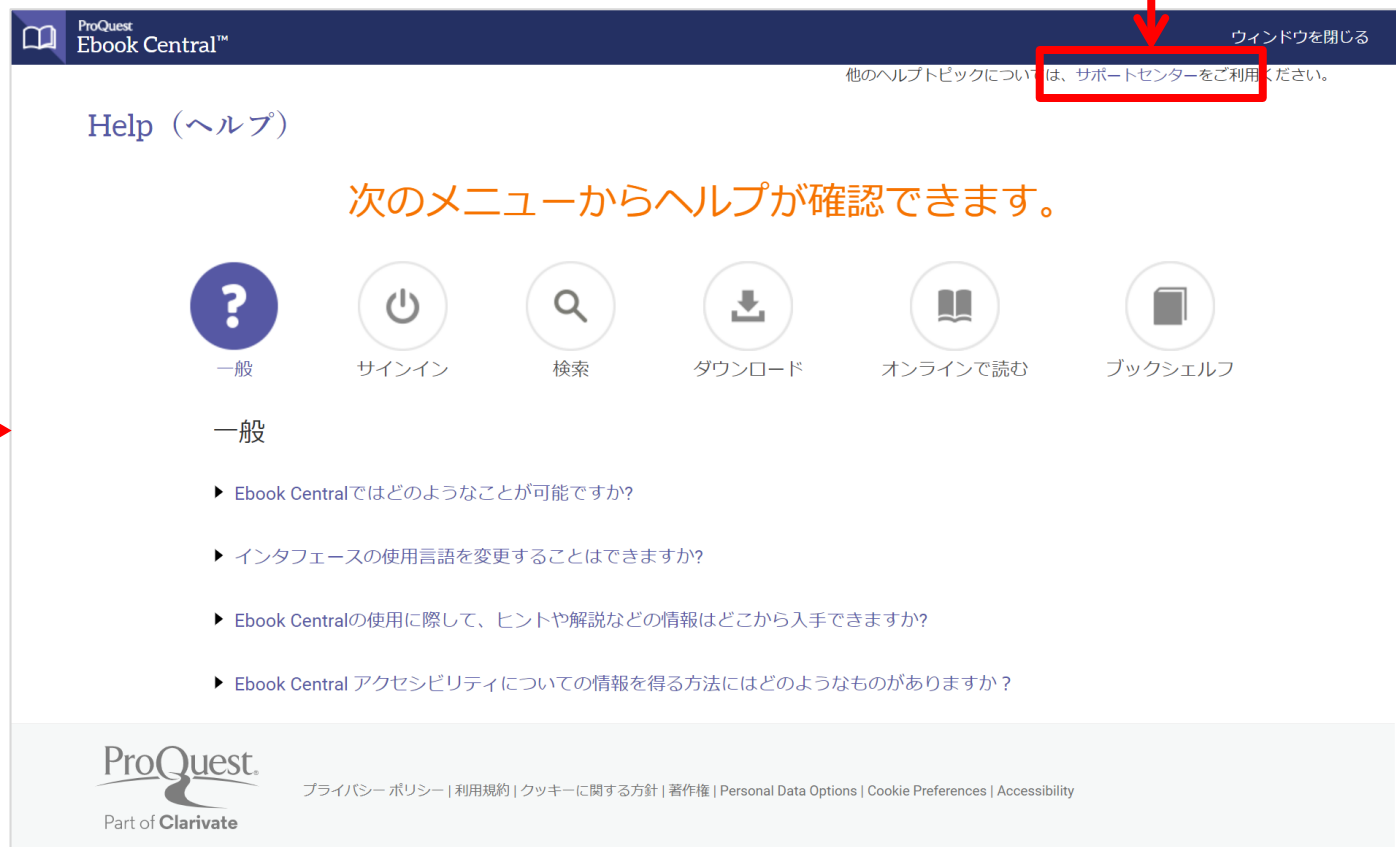 ProQuest
Ebook Central™
ウィンドウを閉じる
他のヘルプトピックについては、サポートセンターをご利用ください。
Help（ヘルプ）
次のメニューからヘルプが確認できます。
?
一般
サインイン
検索
ダウンロード
オンラインで読む
ブックシェルフ
一般
Ebook Centralではどのようなことが可能ですか?
インタフェースの使用言語を変更することはできますか?
Ebook Centralの使用に際して、ヒントや解説などの情報はどこから入手できますか?
Ebook Central アクセシビリティについての情報を得る方法にはどのようなものがありますか？
ProQuest.
Part of Clarivate
プライバシー ポリシー | 利用規約 | クッキーに関する方針 | 著作権 | Personal Data Options | Cookie Preferences | Accessibility